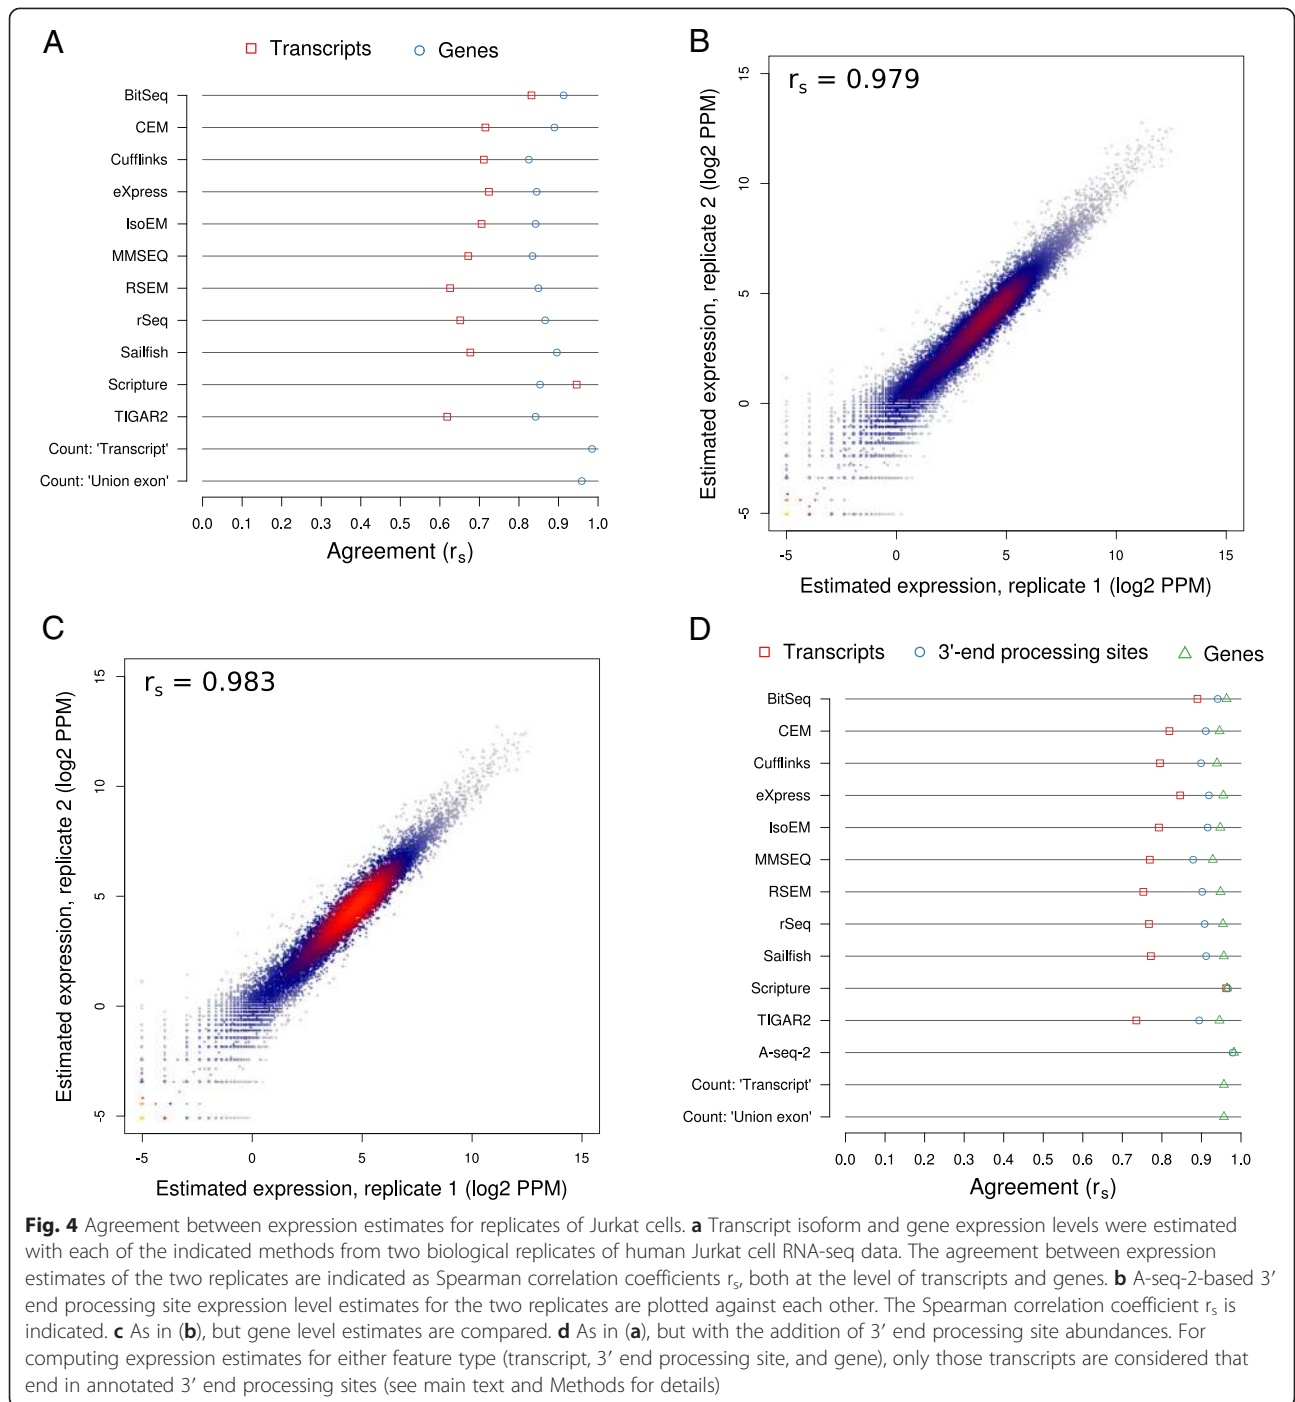 A
Transcripts
Genes
BitSeq
CEM
Cufflinks
eXpress
IsoEM
MMSEQ
RSEM
rSeq
Sailfish
Scripture
TIGAR2
Count: 'Transcript'
Count: 'Union exon'
0.0 0.1 0.2 0.3 0.4 0.5 0.6 0.7 0.8 0.9 1.0
Agreement (rs)
B
rs = 0.979
Estimated expression, replicate 2 (log2 PPM)
15
10
5
0
-5
-5 0 5 10 15
Estimated expression, replicate 1 (log2 PPM)
C
rs = 0.983
Estimated expression, replicate 2 (log2 PPM)
15
10
5
0
-5
-5 0 5 10 15
Estimated expression, replicate 1 (log2 PPM)
D
Transcripts
3'-end processing sites
Genes
BitSeq
CEM
Cufflinks
eXpress
IsoEM
MMSEQ
RSEM
rSeq
Sailfish
Scripture
TIGAR2
A-seq-2
Count: 'Transcript'
Count: 'Union exon'
0.0 0.1 0.2 0.3 0.4 0.5 0.6 0.7 0.8 0.9 1.0
Agreement (rs)
Fig. 4 Agreement between expression estimates for replicates of Jurkat cells. a Transcript isoform and gene expression levels were estimated
with each of the indicated methods from two biological replicates of human Jurkat cell RNA-seq data. The agreement between expression
estimates of the two replicates are indicated as Spearman correlation coefficients rs, both at the level of transcripts and genes. b A-seq-2-based 3′
end processing site expression level estimates for the two replicates are plotted against each other. The Spearman correlation coefficient rs is
indicated. c As in (b), but gene level estimates are compared. d As in (a), but with the addition of 3′ end processing site abundances. For
computing expression estimates for either feature type (transcript, 3′ end processing site, and gene), only those transcripts are considered that
end in annotated 3′ end processing sites (see main text and Methods for details)